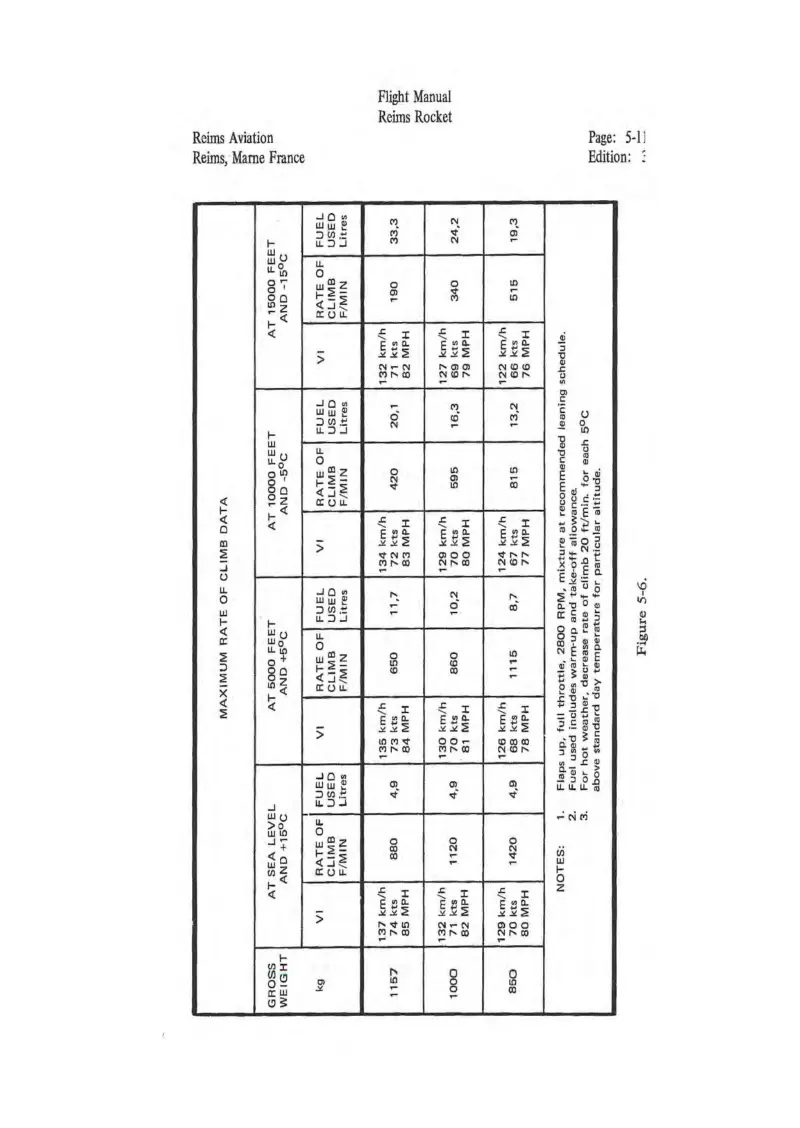 Flight Manual
Reims Rocket
Reims Aviation
Reims, Marne France
Page: 5-11
Edition:
MAXIMUM RATE OF CLIMB DATA
GROSS WEIGHT AT SEA LEVEL AND +15°C AT 5000 FEET AND +5°C AT 10000 FEET AND -5°C AT 15000 FEET AND -15°C
kg VI RATE OF CLIMB F/MIN FUEL USED Litres VI RATE OF CLIMB F/MIN FUEL USED Litres VI RATE OF CLIMB F/MIN FUEL USED Litres VI RATE OF CLIMB F/MIN FUEL USED Litres
1157 137 km/h 74 kts 85 MPH 880 4,9 135 km/h 73 kts 84 MPH 650 11,7 134 km/h 72 kts 83 MPH 420 20,1 132 km/h 71 kts 82 MPH 190 33,3
1000 132 km/h 71 kts 82 MPH 1120 4,9 130 km/h 70 kts 81 MPH 860 10,2 129 km/h 70 kts 80 MPH 595 16,3 127 km/h 69 kts 79 MPH 340 24,2
850 129 km/h 70 kts 80 MPH 1420 4,9 126 km/h 68 kts 78 MPH 1115 8,7 124 km/h 67 kts 77 MPH 815 13,2 122 km/h 66 kts 76 MPH 515 19,3
NOTES: 1. Flaps up, full throttle, 2800 RPM, mixture at recommended leaning schedule.
2. Fuel used includes warm-up and take-off allowance.
3. For hot weather, decrease rate of climb 20 ft/min. for each 5°C
above standard day temperature for particular altitude.
Figure 5-6.